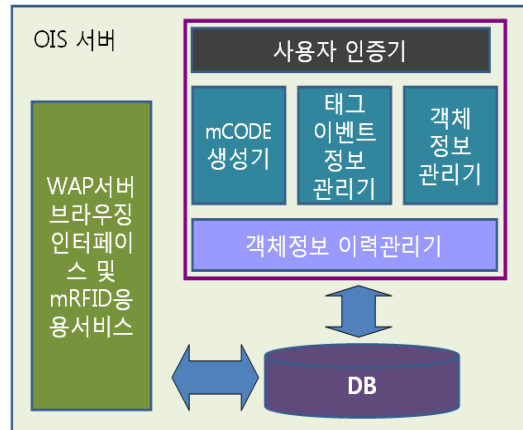 OIS 서버
사용자 인증기
mCODE
생성기
태그
이벤트
정보
관리기
객체
정보
관리기
WAP서버
브라우징
인터페이
스 및
mRFID응
용서비스
객체정보 이력관리기
DB